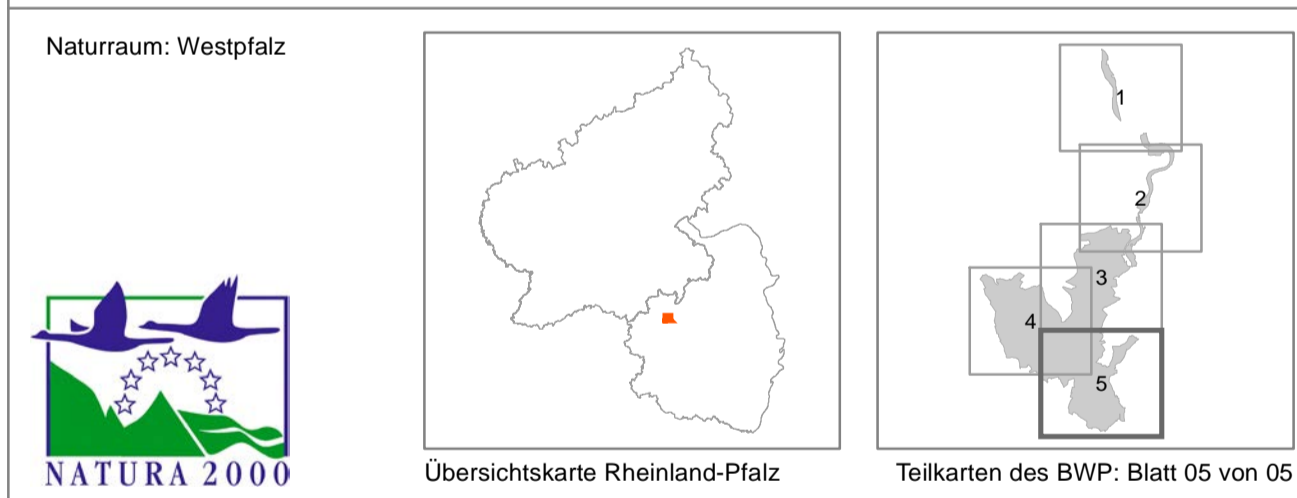 Naturraum: Westpfalz
NATURA 2000
Übersichtskarte Rheinland-Pfalz
1
2
3
4
5
Teilkarten des BWP: Blatt 05 von 05